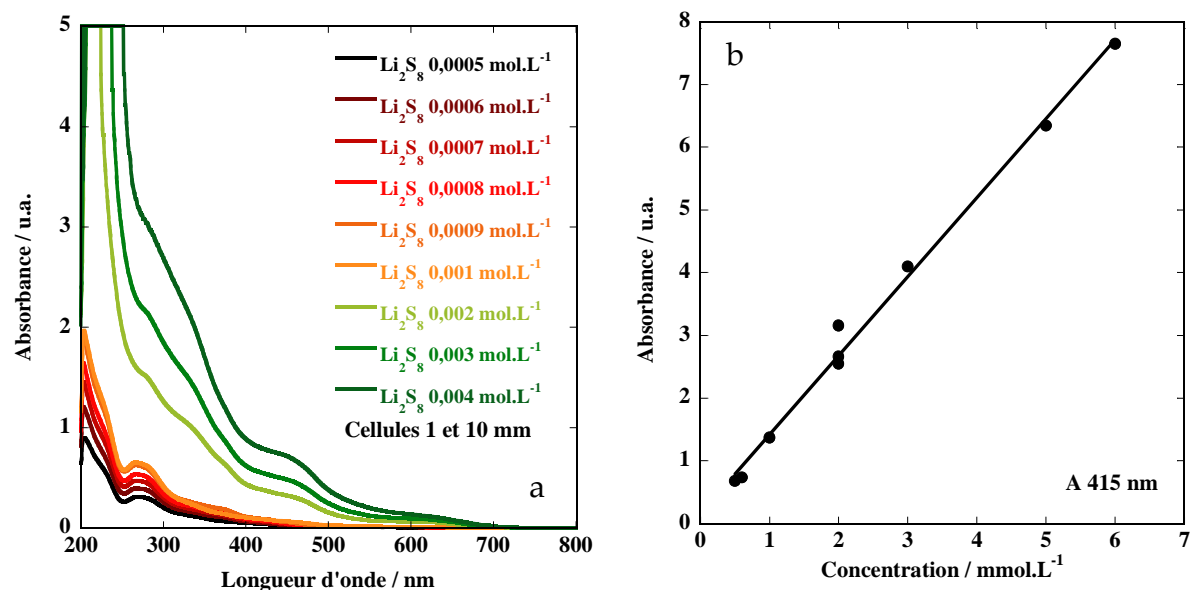 5
4
3
2
1
0
200 300 400 500 600 700 800
Absorbance / u.a.
Longueur d'onde / nm
Li₂S₈ 0,0005 mol.L⁻¹
Li₂S₈ 0,0006 mol.L⁻¹
Li₂S₈ 0,0007 mol.L⁻¹
Li₂S₈ 0,0008 mol.L⁻¹
Li₂S₈ 0,0009 mol.L⁻¹
Li₂S₈ 0,001 mol.L⁻¹
Li₂S₈ 0,002 mol.L⁻¹
Li₂S₈ 0,003 mol.L⁻¹
Li₂S₈ 0,004 mol.L⁻¹
Cellules 1 et 10 mm
a
8
7
6
5
4
3
2
1
0
0 1 2 3 4 5 6 7
Absorbance / u.a.
Concentration / mmol.L⁻¹
b
A 415 nm